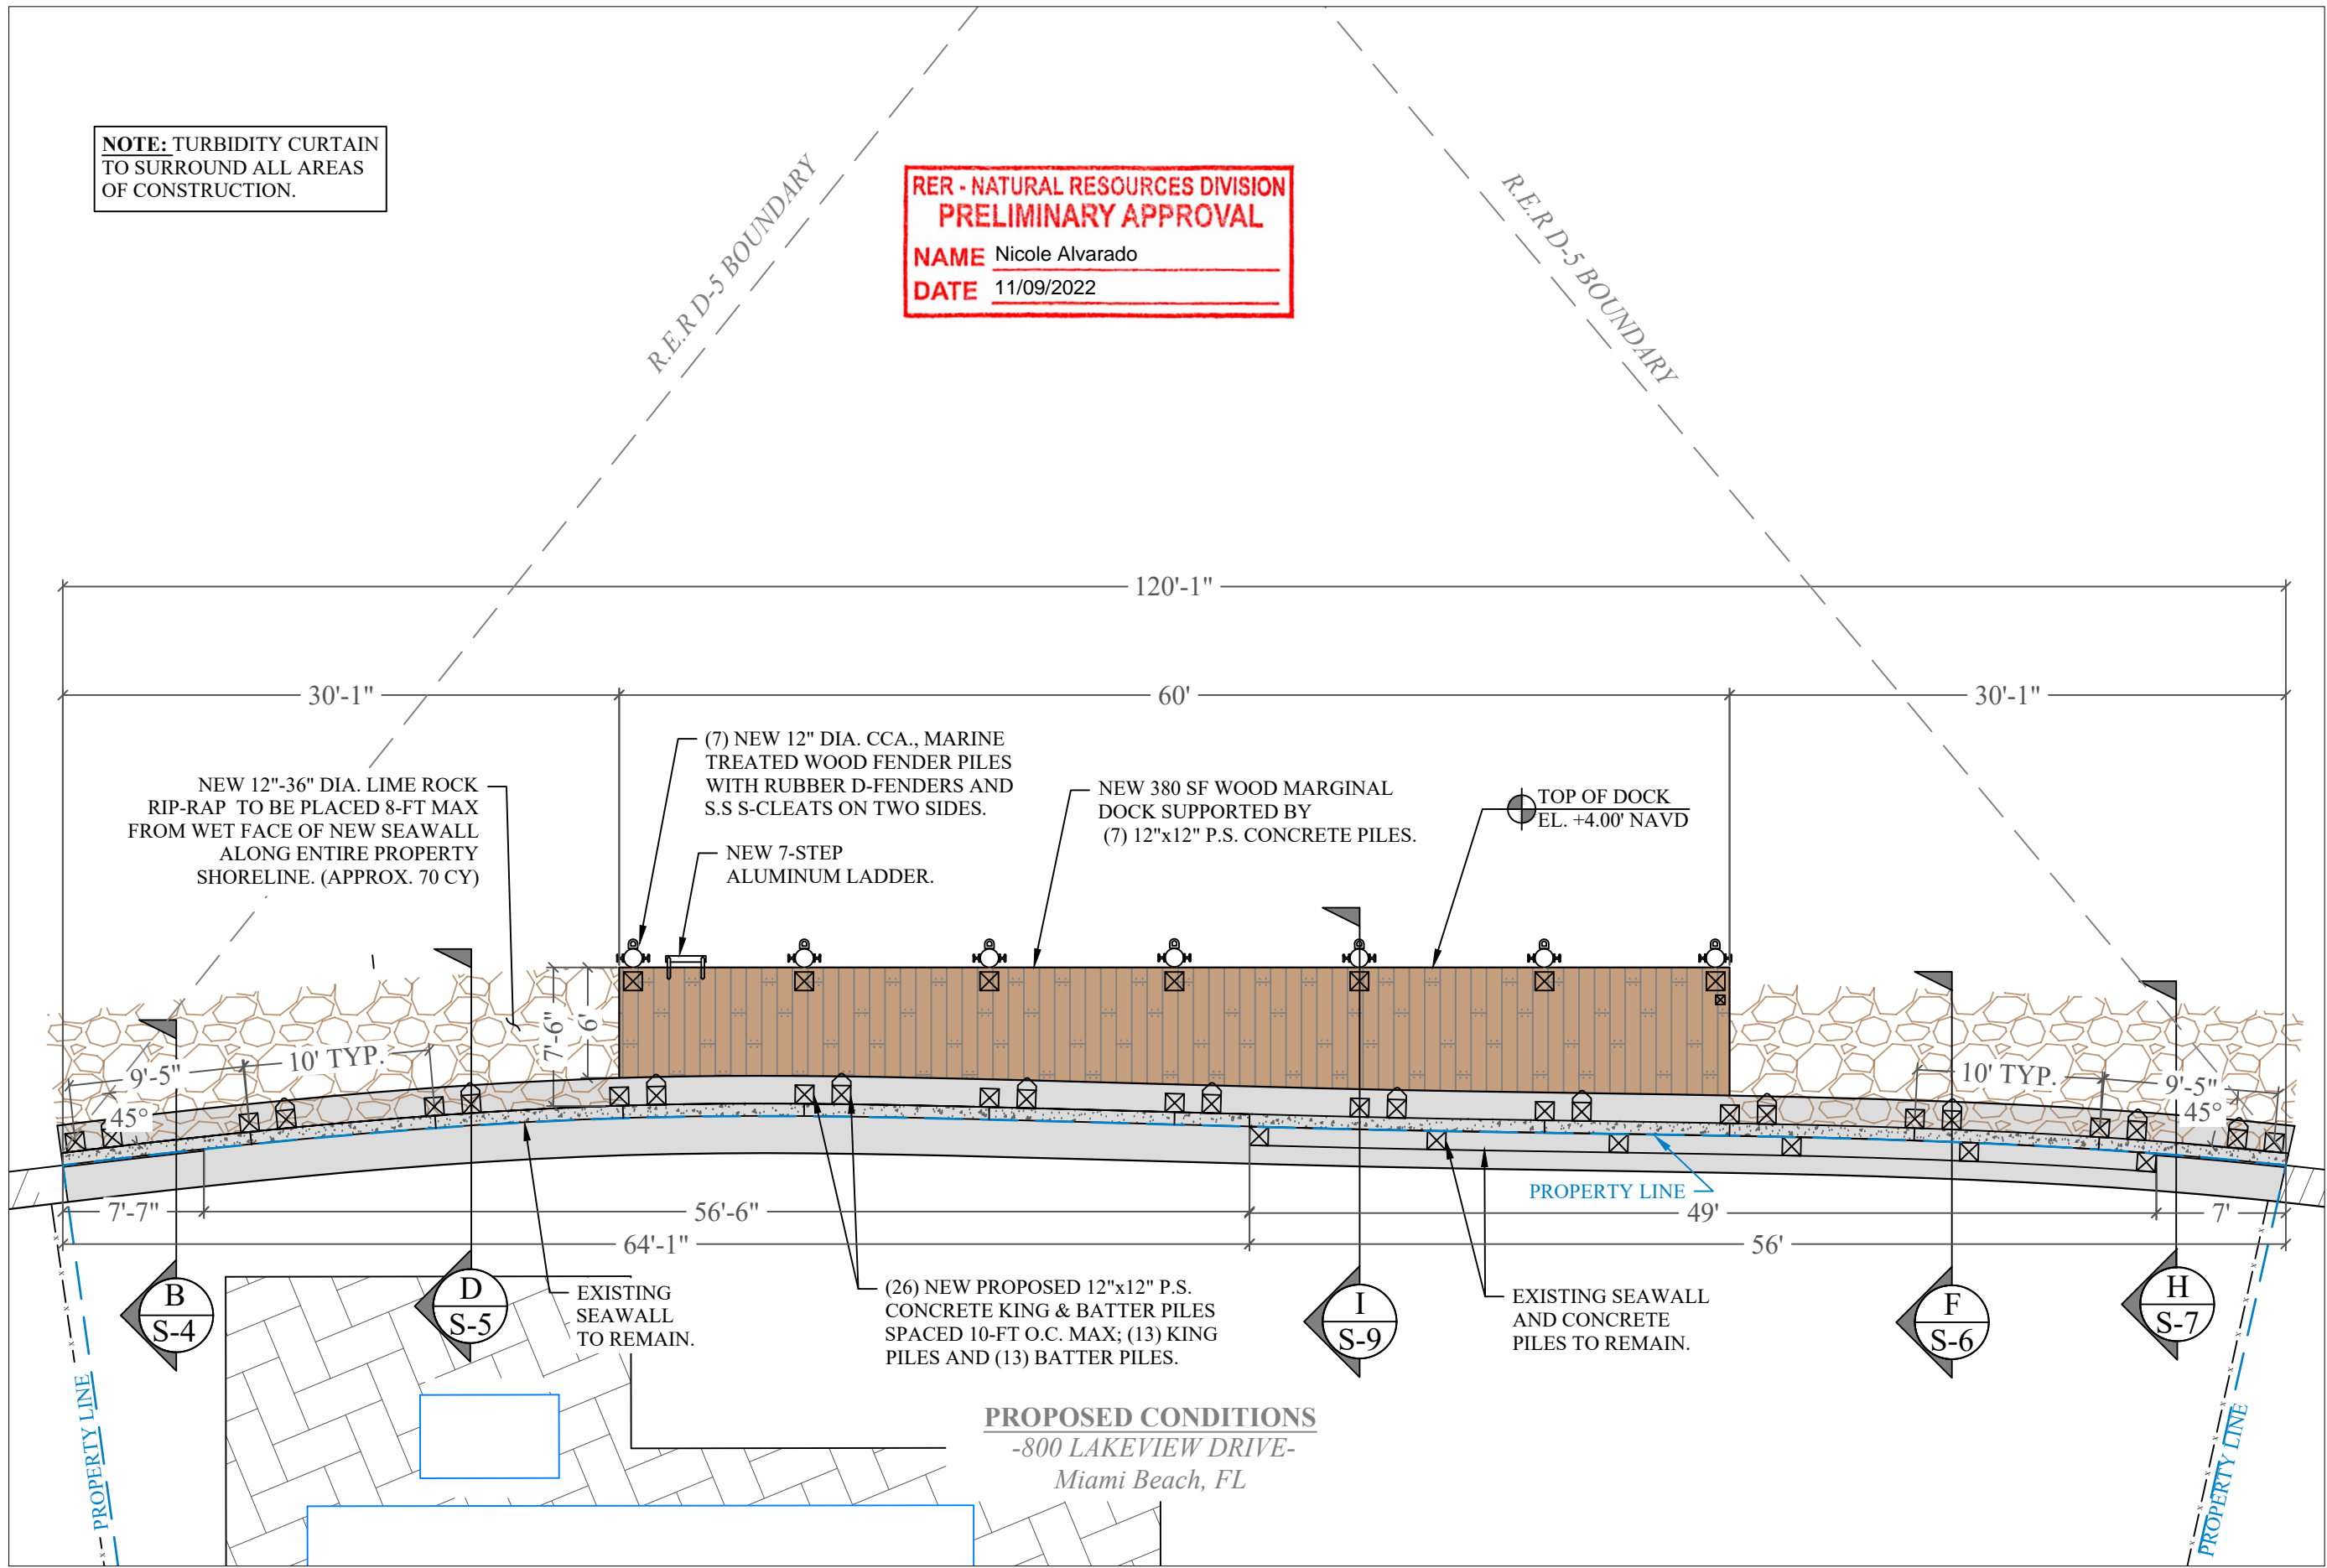 NOTE: TURBIDITY CURTAIN
TO SURROUND ALL AREAS
OF CONSTRUCTION.
R.E.R D-5 BOUNDARY
RER - NATURAL RESOURCES DIVISION
PRELIMINARY APPROVAL
NAME Nicole Alvarado
DATE 11/09/2022
R.E.R D-5 BOUNDARY
120'-1"
30'-1"
60'
30'-1"
NEW 12"-36" DIA. LIME ROCK
RIP-RAP TO BE PLACED 8-FT MAX
FROM WET FACE OF NEW SEAWALL
ALONG ENTIRE PROPERTY
SHORELINE. (APPROX. 70 CY)
(7) NEW 12" DIA. CCA., MARINE
TREATED WOOD FENDER PILES
WITH RUBBER D-FENDERS AND
S.S S-CLEATS ON TWO SIDES.
NEW 7-STEP
ALUMINUM LADDER.
NEW 380 SF WOOD MARGINAL
DOCK SUPPORTED BY
(7) 12"x12" P.S. CONCRETE PILES.
TOP OF DOCK
EL. +4.00' NAVD
7'-6"
6'
9'-5"
10' TYP.
45°
10' TYP.
9'-5"
45°
PROPERTY LINE
7'-7"
56'-6"
49'
7'
64'-1"
56'
B
S-4
D
S-5
EXISTING
SEAWALL
TO REMAIN.
(26) NEW PROPOSED 12"x12" P.S.
CONCRETE KING & BATTER PILES
SPACED 10-FT O.C. MAX; (13) KING
PILES AND (13) BATTER PILES.
I
S-9
EXISTING SEAWALL
AND CONCRETE
PILES TO REMAIN.
F
S-6
H
S-7
PROPERTY LINE
PROPOSED CONDITIONS
-800 LAKEVIEW DRIVE-
Miami Beach, FL
PROPERTY LINE